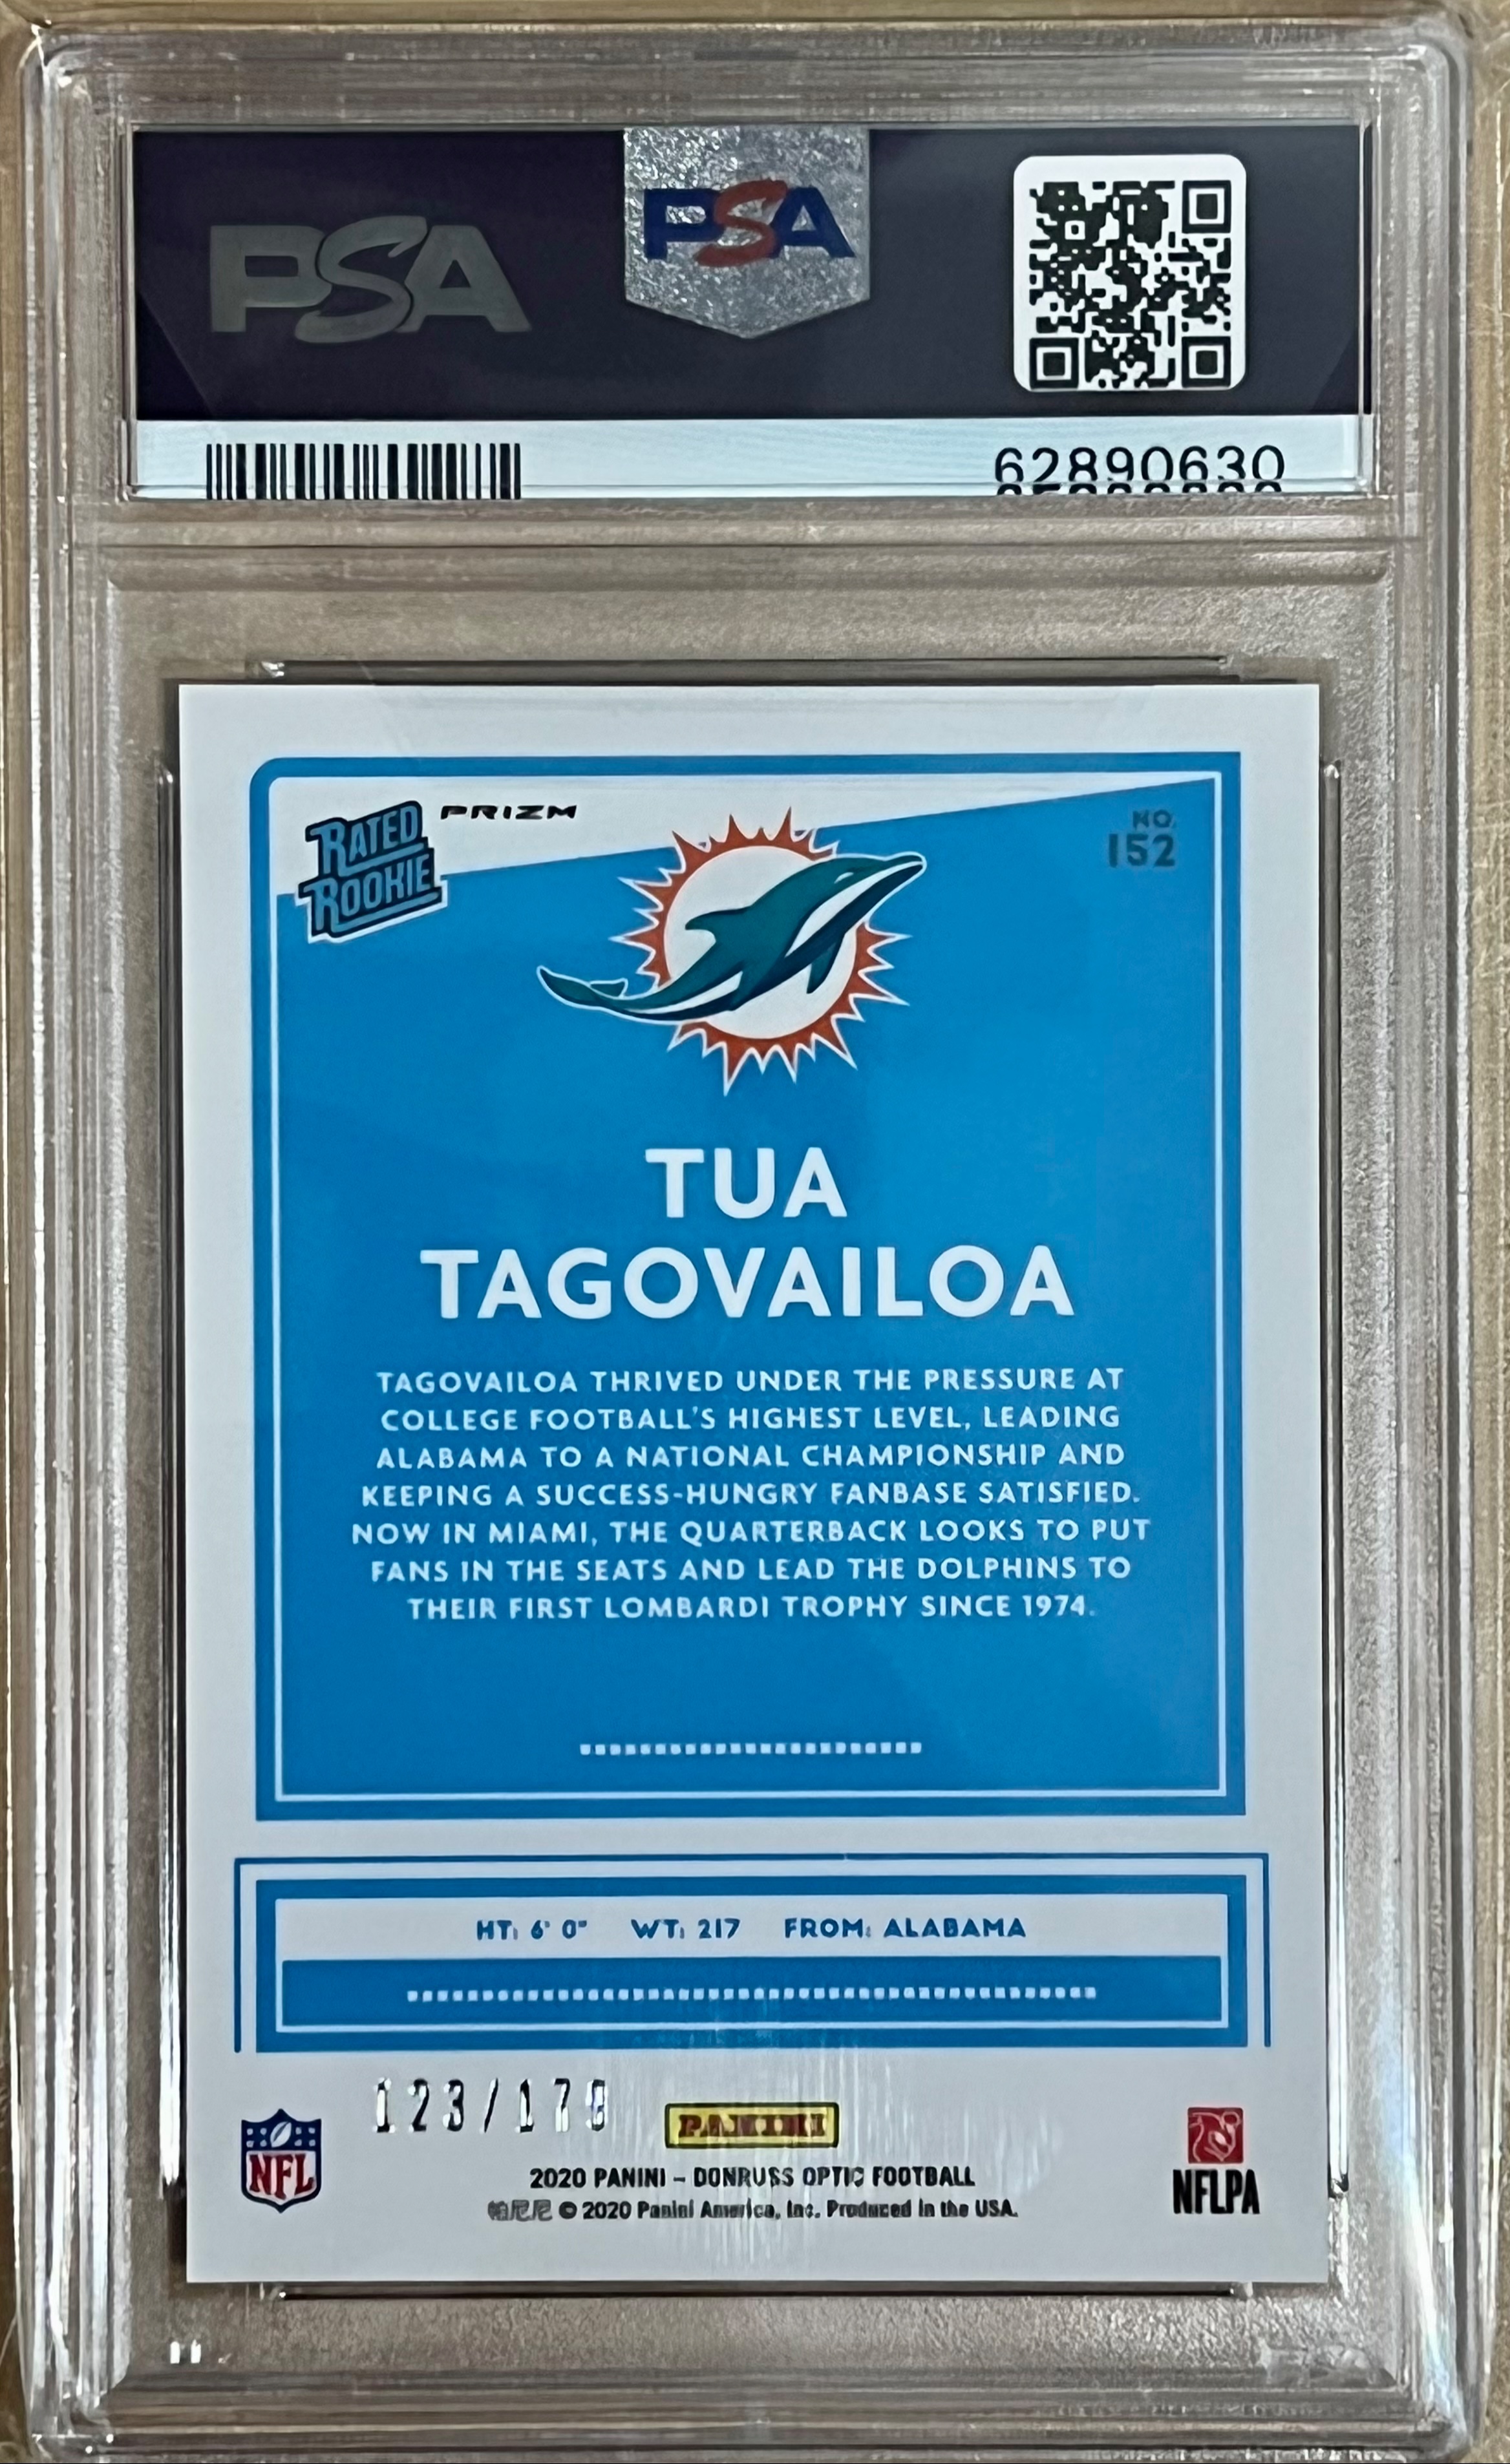 PSA
PSA
62890630
RATED
ROOKIE
PRIZM
NO.
152
TUA
TAGOVAILOA
TAGOVAILOA THRIVED UNDER THE PRESSURE AT
COLLEGE FOOTBALL'S HIGHEST LEVEL, LEADING
ALABAMA TO A NATIONAL CHAMPIONSHIP AND
KEEPING A SUCCESS-HUNGRY FANBASE SATISFIED.
NOW IN MIAMI, THE QUARTERBACK LOOKS TO PUT
FANS IN THE SEATS AND LEAD THE DOLPHINS TO
THEIR FIRST LOMBARDI TROPHY SINCE 1974.
HT: 6' 0" WT: 217 FROM: ALABAMA
123/179
NFL
PANINI
NFLPA
2020 PANINI – DONRUSS OPTIC FOOTBALL
帕尼尼 © 2020 Panini America, Inc. Produced in the USA.